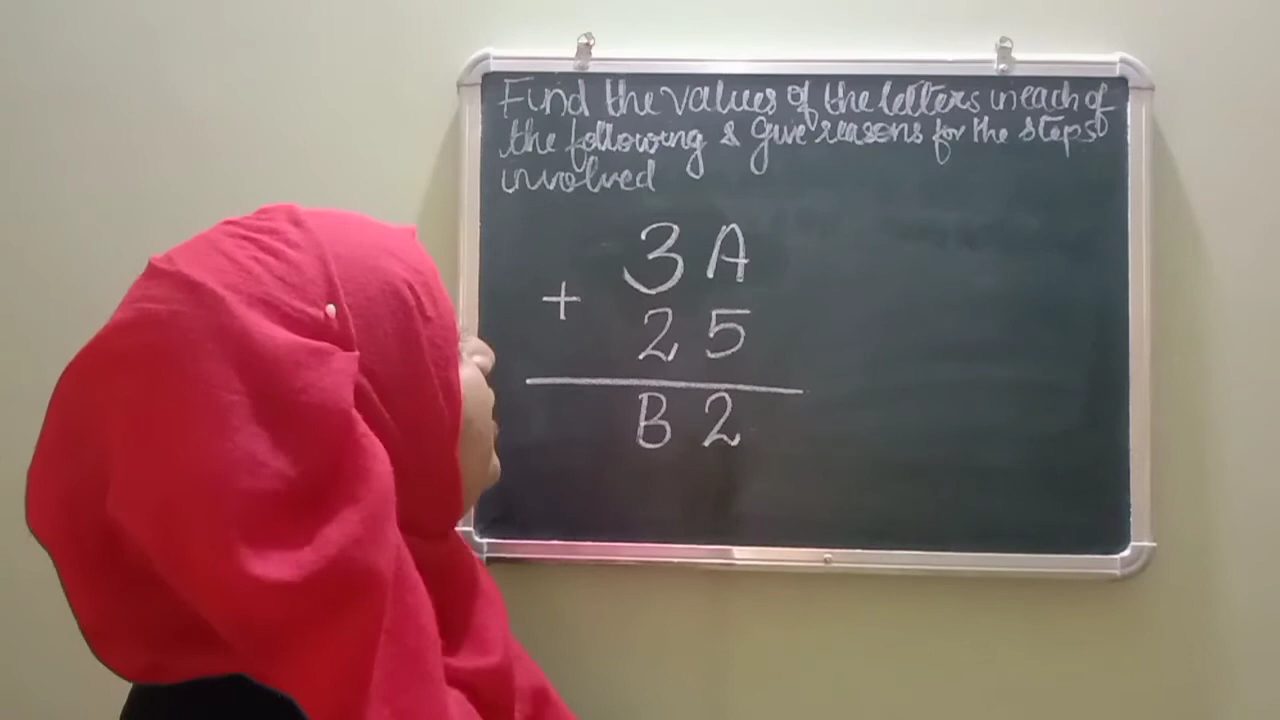 Find the values of the letters in each of
the following & give reasons for the steps
involved
3 A
+
2 5
B 2